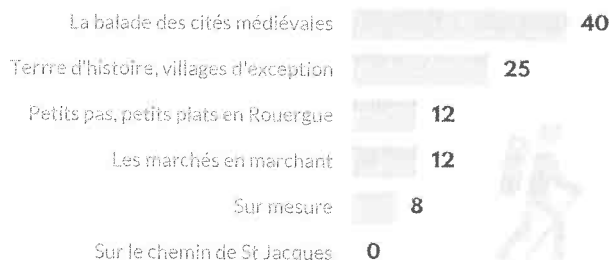 La balade des cités médiévales 40
Terrre d'histoire, villages d'exception 25
Petits pas, petits plats en Rouergue 12
Les marchés en marchant 12
Sur mesure 8
Sur le chemin de St Jacques 0